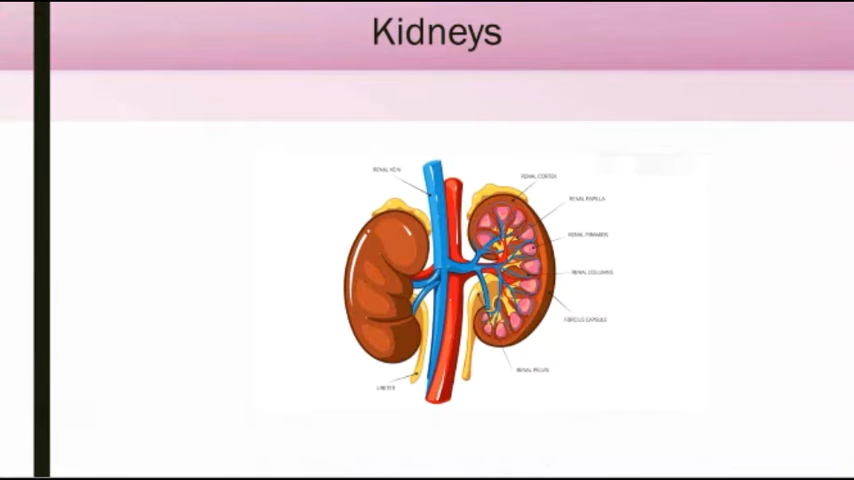 Kidneys
RENAL VEIN
RENAL CORTEX
RENAL PAPILLA
RENAL PYRAMIDS
RENAL COLUMNS
FIBROUS CAPSULE
RENAL PELVIS
URETER